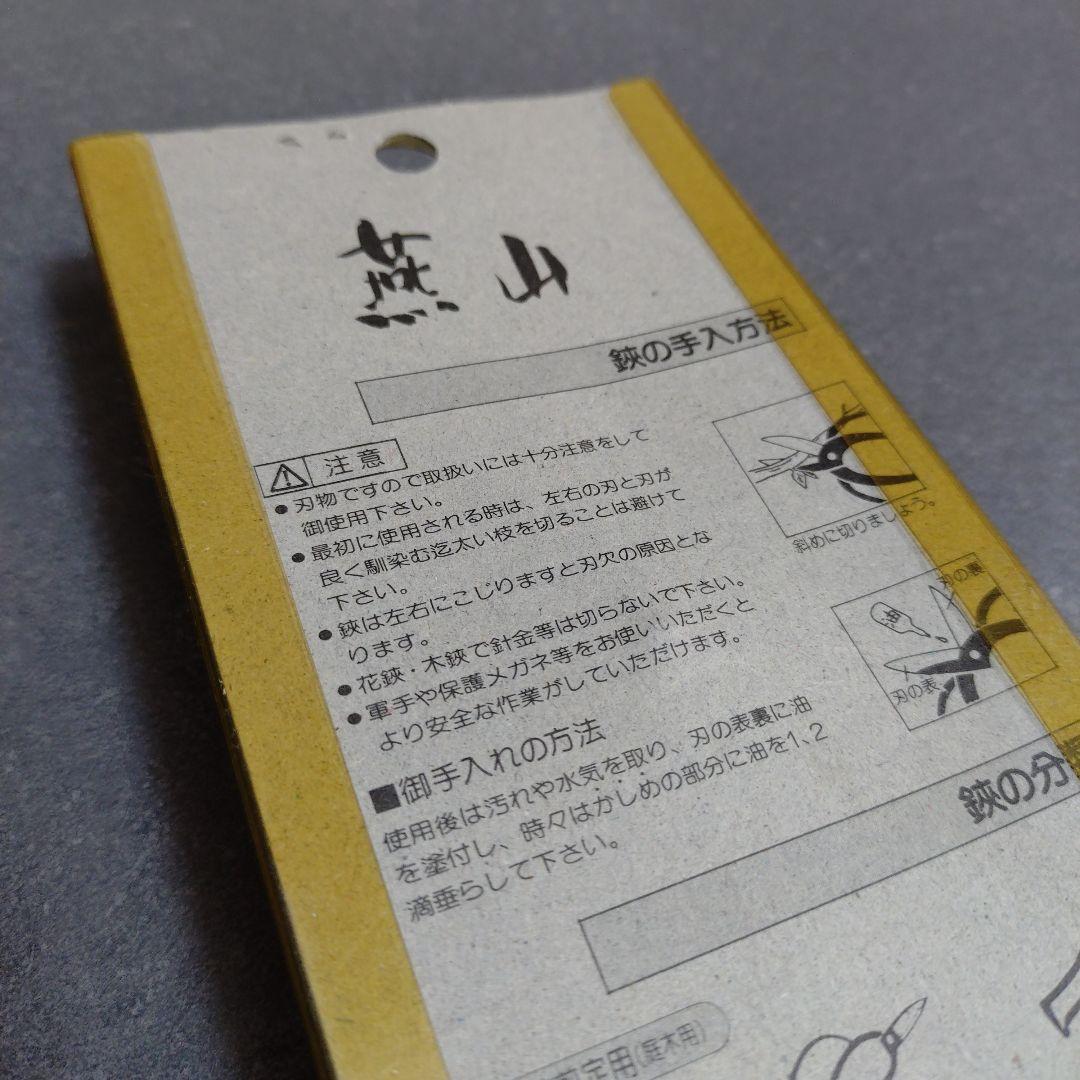 燕山
鋏の手入方法
注意
●刃物ですので取扱いには十分注意をして
御使用下さい。
●最初に使用される時は、左右の刃と刃が
良く馴染む迄太い枝を切ることは避けて
下さい。
●鋏は左右にこじりますと刃欠の原因とな
ります。
●花鋏・木鋏で針金等は切らないで下さい。
●軍手や保護メガネ等をお使いいただくと
より安全な作業がしていただけます。
■御手入れの方法
使用後は汚れや水気を取り、刃の表裏に油
を塗付し、時々はかしめの部分に油を1、2
滴垂らして下さい。
斜めに切りましょう。
刃の裏
油
刃の表
鋏の分
剪定用(庭木用)